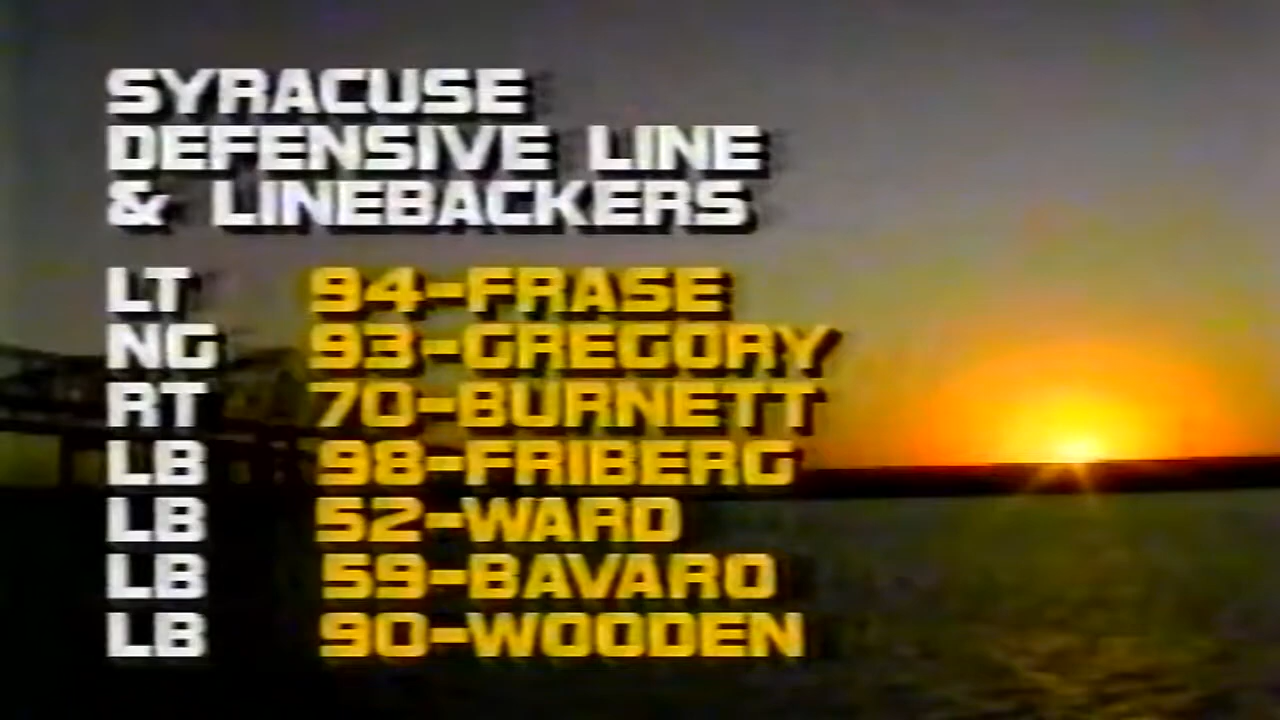 SYRACUSE
DEFENSIVE LINE
& LINEBACKERS
LT 94-FRASE
NG 93-GREGORY
RT 70-BURNETT
LB 98-FRIBERG
LB 52-WARD
LB 59-BAVARO
LB 90-WOODEN